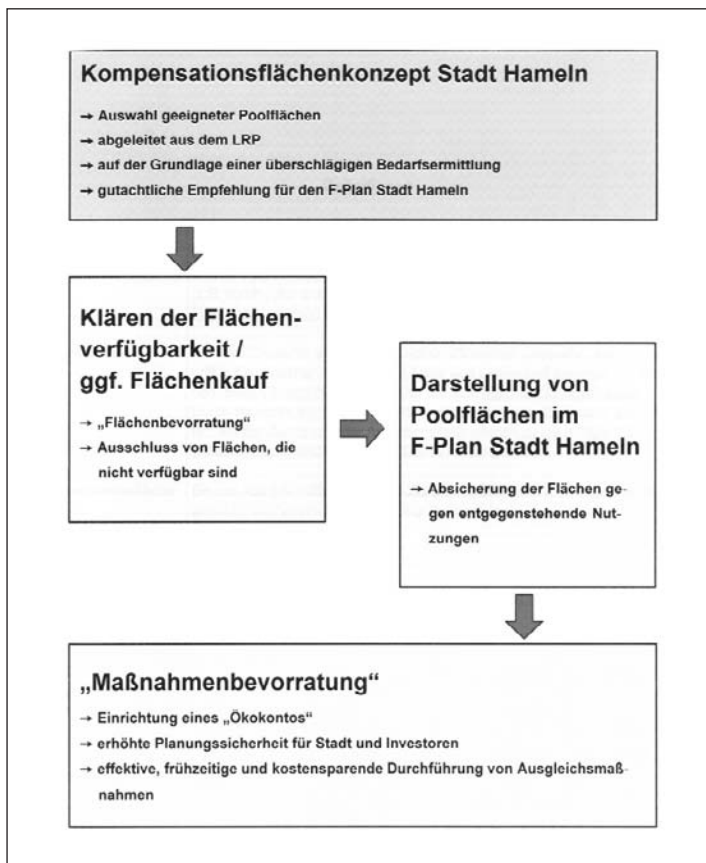 Kompensationsflächenkonzept Stadt Hameln
→ Auswahl geeigneter Poolflächen
→ abgeleitet aus dem LRP
→ auf der Grundlage einer überschlägigen Bedarfsermittlung
→ gutachtliche Empfehlung für den F-Plan Stadt Hameln
Klären der Flächen-
verfügbarkeit /
ggf. Flächenkauf
→ „Flächenbevorratung“
→ Ausschluss von Flächen, die
nicht verfügbar sind
Darstellung von
Poolflächen im
F-Plan Stadt Hameln
→ Absicherung der Flächen ge-
gen entgegenstehende Nut-
zungen
„Maßnahmenbevorratung“
→ Einrichtung eines „Ökokontos“
→ erhöhte Planungssicherheit für Stadt und Investoren
→ effektive, frühzeitige und kostensparende Durchführung von Ausgleichsmaß-
nahmen